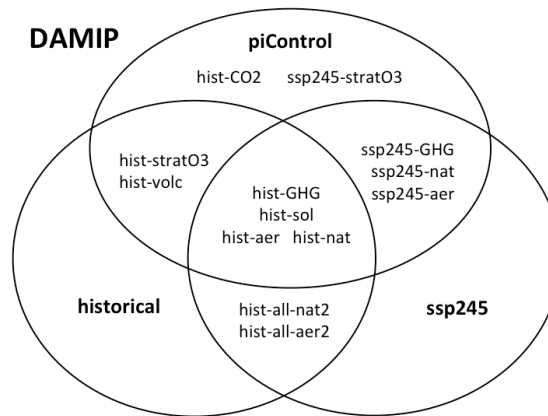 DAMIP
piControl
hist-CO2 ssp245-stratO3
hist-stratO3
hist-volc
ssp245-GHG
ssp245-nat
ssp245-aer
hist-GHG
hist-sol
hist-aer hist-nat
historical
hist-all-nat2
hist-all-aer2
ssp245